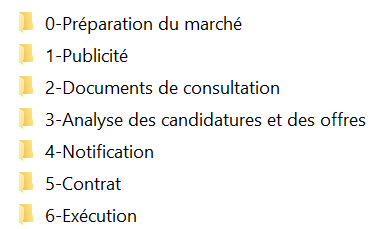 0-Préparation du marché
1-Publicité
2-Documents de consultation
3-Analyse des candidatures et des offres
4-Notification
5-Contrat
6-Exécution